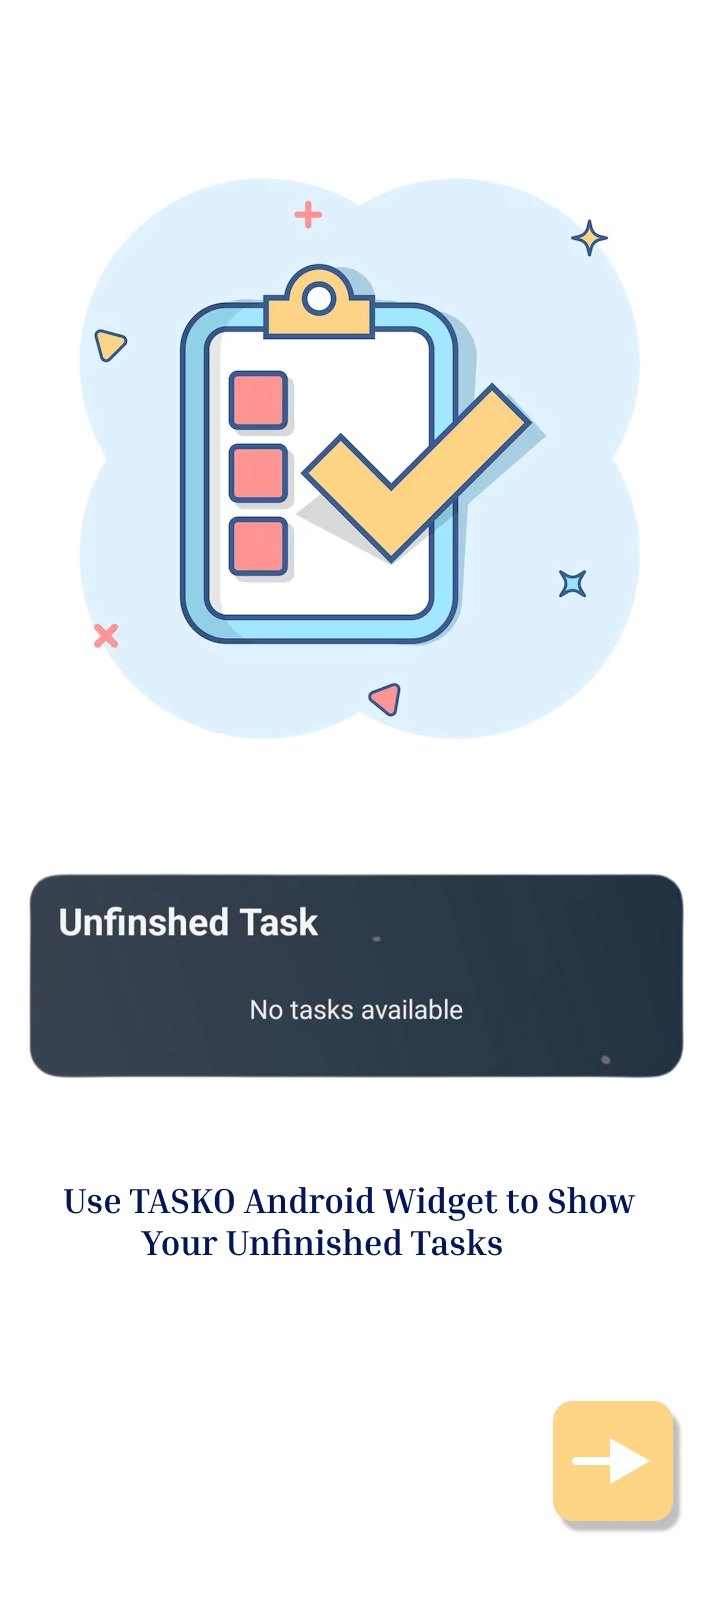 Unfinshed Task
No tasks available
Use TASKO Android Widget to Show
Your Unfinished Tasks